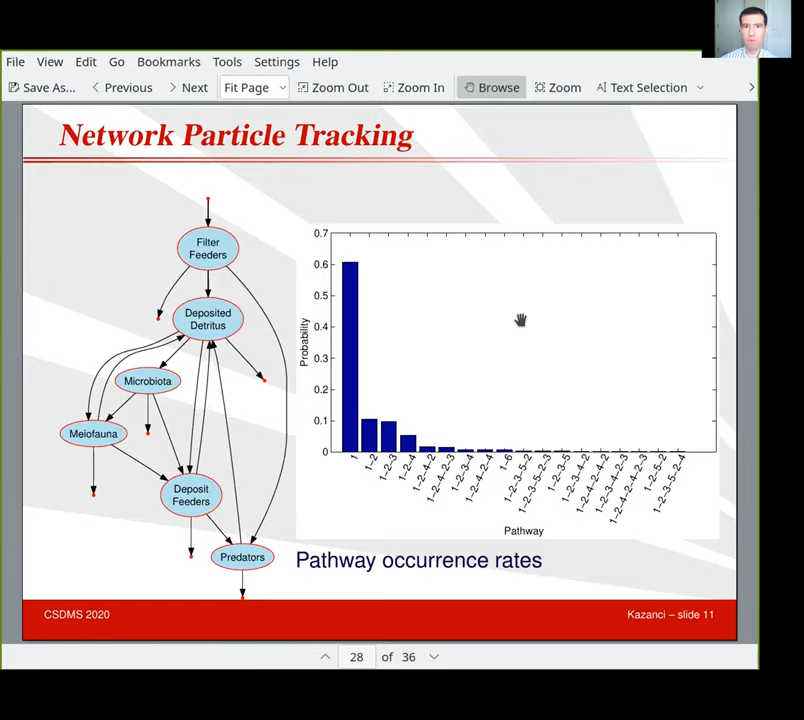 File View Edit Go Bookmarks Tools Settings Help
Save As... Previous Next Fit Page Zoom Out Zoom In Browse Zoom Text Selection
Network Particle Tracking
Filter
Feeders
Deposited
Detritus
Microbiota
Meiofauna
Deposit
Feeders
Predators
0.7
0.6
0.5
0.4
0.3
0.2
0.1
0
Probability
1
1−2
1−2−3
1−2−4
1−2−4−2
1−2−4−2−3
1−2−3−4
1−2−4−2−4
1−6
1−2−3−5−2
1−2−3−5−2−3
1−2−3−5
1−2−3−4−2
1−2−4−2−4−2
1−2−3−4−2−3
1−2−4−2−4−2−3
1−2−5−2
1−2−3−5−2−4
Pathway
Pathway occurrence rates
CSDMS 2020
Kazanci – slide 11
28 of 36